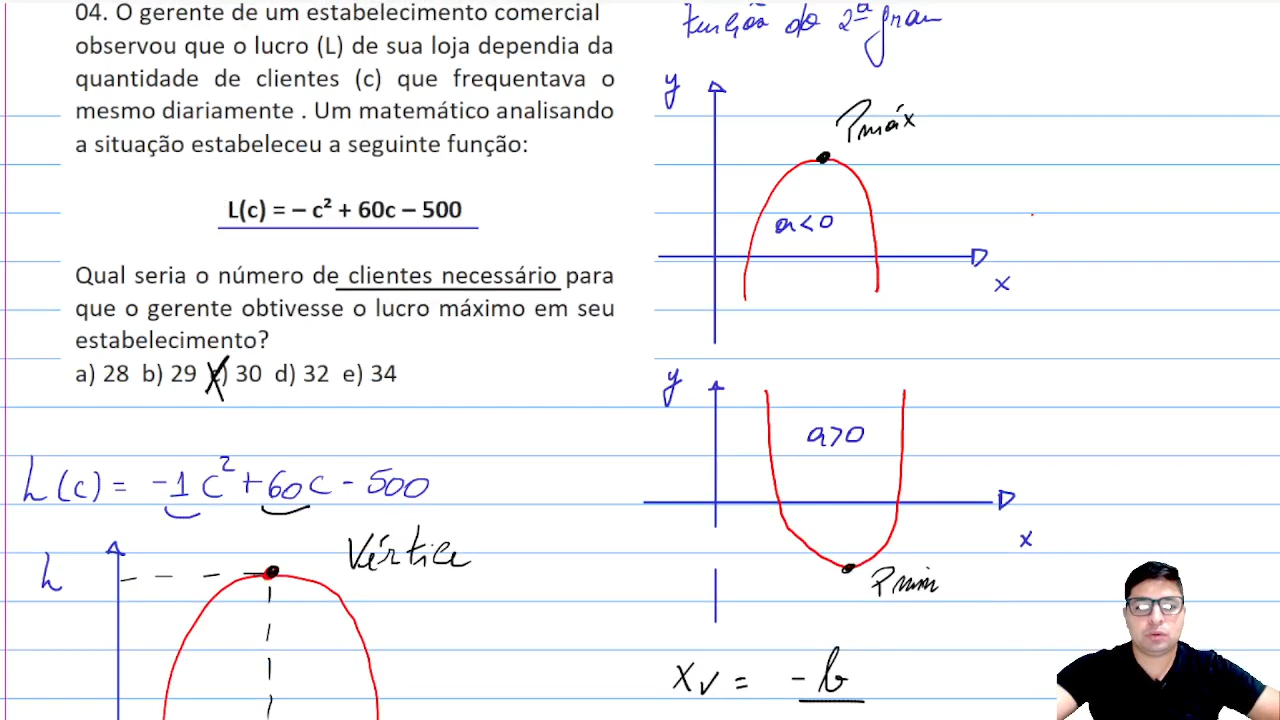 04. O gerente de um estabelecimento comercial
observou que o lucro (L) de sua loja dependia da
quantidade de clientes (c) que frequentava o
mesmo diariamente . Um matemático analisando
a situação estabeleceu a seguinte função:
L(c) = – c² + 60c – 500
Qual seria o número de clientes necessário para
que o gerente obtivesse o lucro máximo em seu
estabelecimento?
a) 28 b) 29 c) 30 d) 32 e) 34
L(c) = -1c² + 60c - 500
L
Vértice
Função do 2º grau
y
Pmáx
a<0
x
y
a>0
x
Pmin
xv = -b